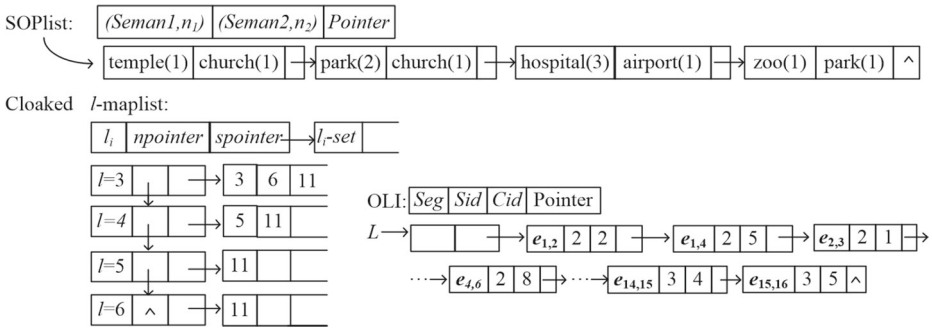 SOPlist: (Seman1,n₁) (Seman2,n₂) Pointer
temple(1) church(1) park(2) church(1) hospital(3) airport(1) zoo(1) park(1) ^
Cloaked l-maplist:
lᵢ npointer spointer lᵢ-set
l=3 3 6 11
l=4 5 11
l=5 11
l=6 ^ 11
OLI: Seg Sid Cid Pointer
L e₁,₂ 2 2 e₁,₄ 2 5 e₂,₃ 2 1
e₄,₆ 2 8 e₁₄,₁₅ 3 4 e₁₅,₁₆ 3 5 ^